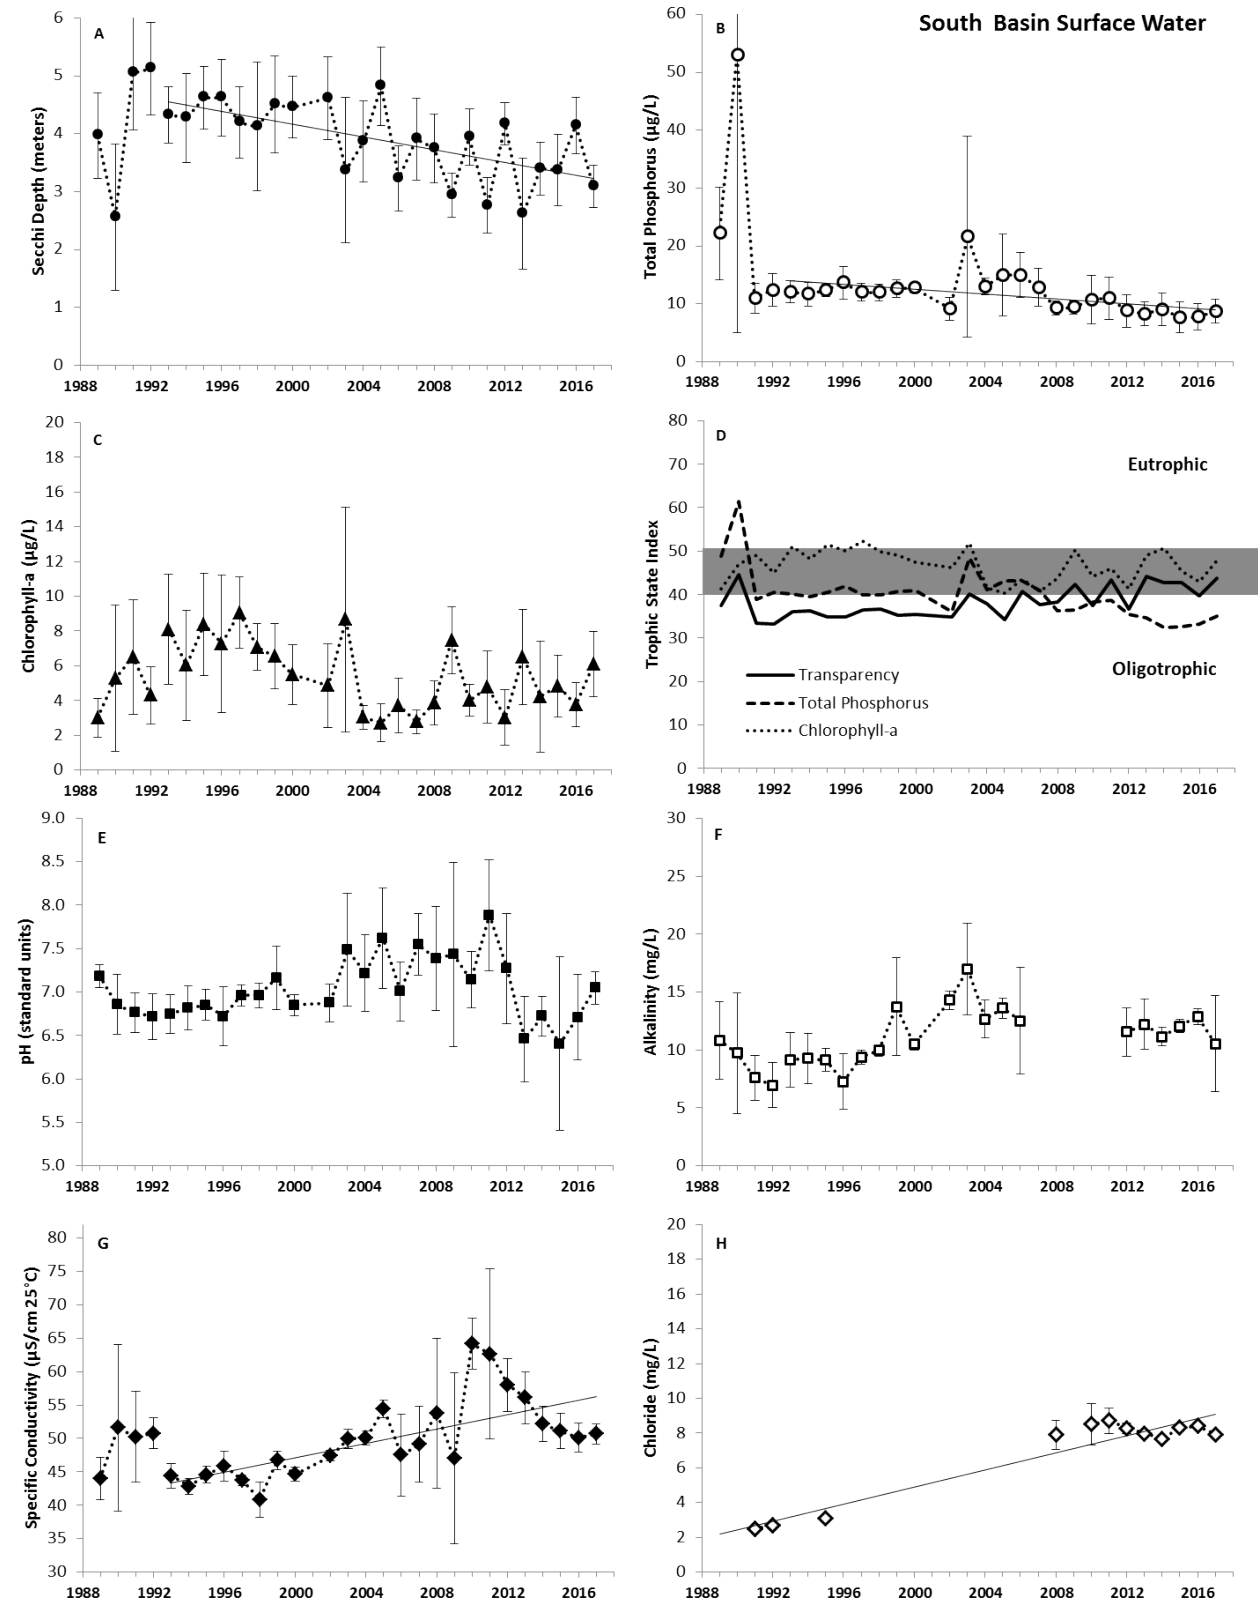 South Basin Surface Water
A
Secchi Depth (meters)
6
5
4
3
2
1
0
1988 1992 1996 2000 2004 2008 2012 2016
B
Total Phosphorus (µg/L)
60
50
40
30
20
10
0
1988 1992 1996 2000 2004 2008 2012 2016
C
Chlorophyll-a (µg/L)
20
18
16
14
12
10
8
6
4
2
0
1988 1992 1996 2000 2004 2008 2012 2016
D
Trophic State Index
80
70
60
50
40
30
20
10
0
Eutrophic
Oligotrophic
Transparency
Total Phosphorus
Chlorophyll-a
1988 1992 1996 2000 2004 2008 2012 2016
E
pH (standard units)
9.0
8.5
8.0
7.5
7.0
6.5
6.0
5.5
5.0
1988 1992 1996 2000 2004 2008 2012 2016
F
Alkalinity (mg/L)
30
25
20
15
10
5
0
1988 1992 1996 2000 2004 2008 2012 2016
G
Specific Conductivity (µS/cm 25°C)
80
75
70
65
60
55
50
45
40
35
30
1988 1992 1996 2000 2004 2008 2012 2016
H
Chloride (mg/L)
20
18
16
14
12
10
8
6
4
2
0
1988 1992 1996 2000 2004 2008 2012 2016